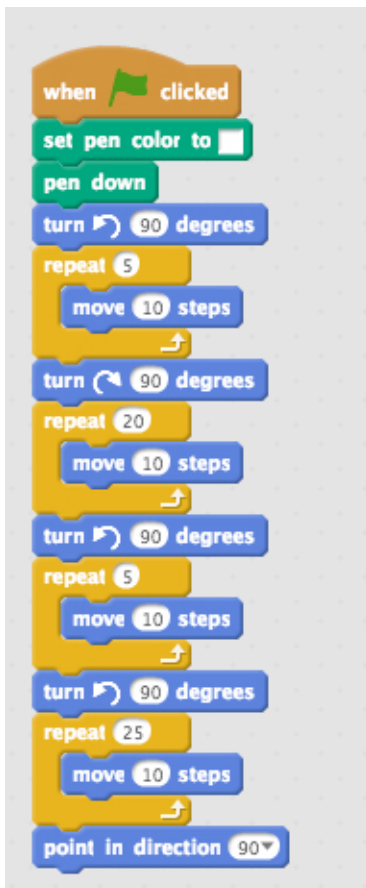 when clicked
set pen color to
pen down
turn 90 degrees
repeat 5
move 10 steps
turn 90 degrees
repeat 20
move 10 steps
turn 90 degrees
repeat 5
move 10 steps
turn 90 degrees
repeat 25
move 10 steps
point in direction 90